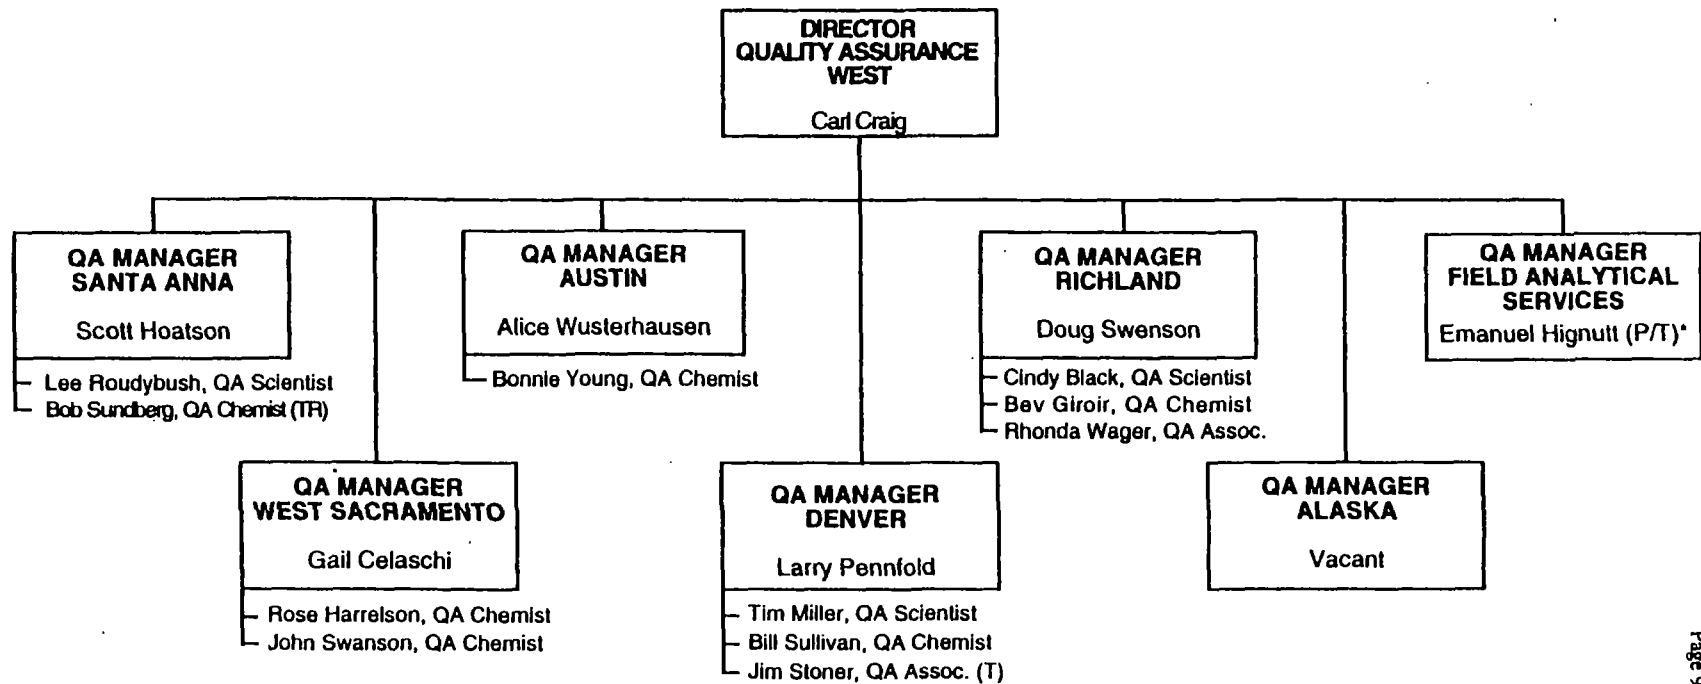 DIRECTOR
QUALITY ASSURANCE
WEST
Carl Craig
QA MANAGER
SANTA ANNA
Scott Hoatson
Lee Roudybush, QA Scientist
Bob Sundberg, QA Chemist (TR)
QA MANAGER
AUSTIN
Alice Wusterhausen
Bonnie Young, QA Chemist
QA MANAGER
RICHLAND
Doug Swenson
Cindy Black, QA Scientist
Bev Giroir, QA Chemist
Rhonda Wager, QA Assoc.
QA MANAGER
FIELD ANALYTICAL
SERVICES
Emanuel Hignutt (P/T)*
QA MANAGER
WEST SACRAMENTO
Gail Celaschi
Rose Harrelson, QA Chemist
John Swanson, QA Chemist
QA MANAGER
DENVER
Larry Pennfold
Tim Miller, QA Scientist
Bill Sullivan, QA Chemist
Jim Stoner, QA Assoc. (T)
QA MANAGER
ALASKA
Vacant
Page 9